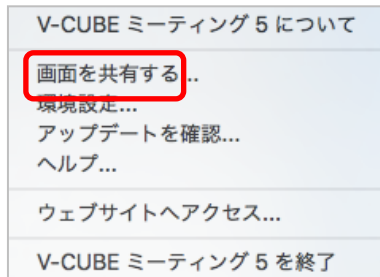 V-CUBE ミーティング 5 について
画面を共有する...
環境設定...
アップデートを確認...
ヘルプ...
ウェブサイトへアクセス...
V-CUBE ミーティング 5 を終了